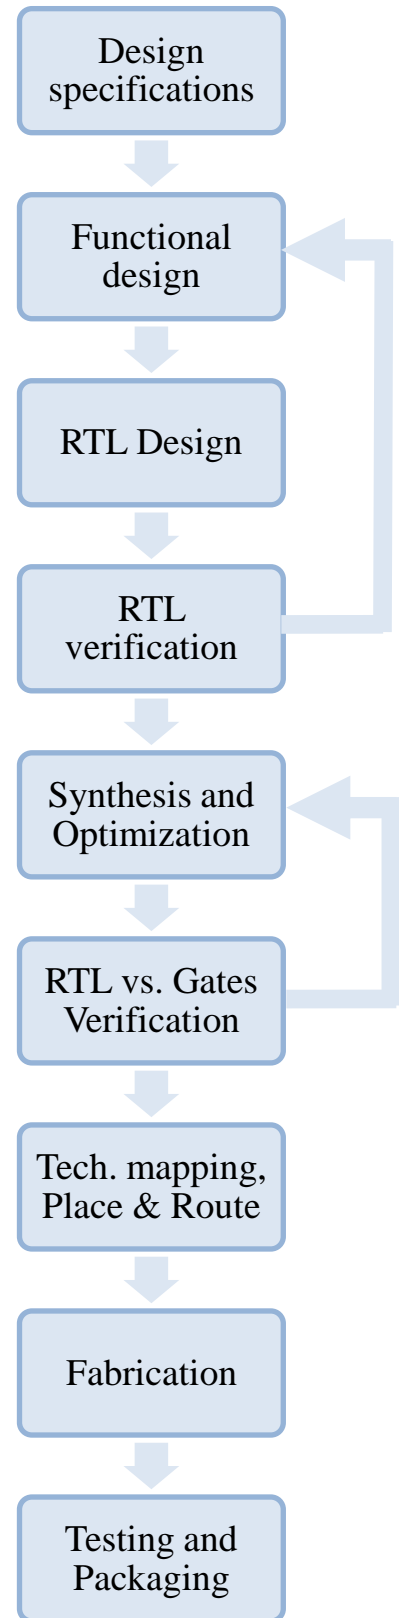 Design
specifications
Functional
design
RTL Design
RTL
verification
Synthesis and
Optimization
RTL vs. Gates
Verification
Tech. mapping,
Place & Route
Fabrication
Testing and
Packaging